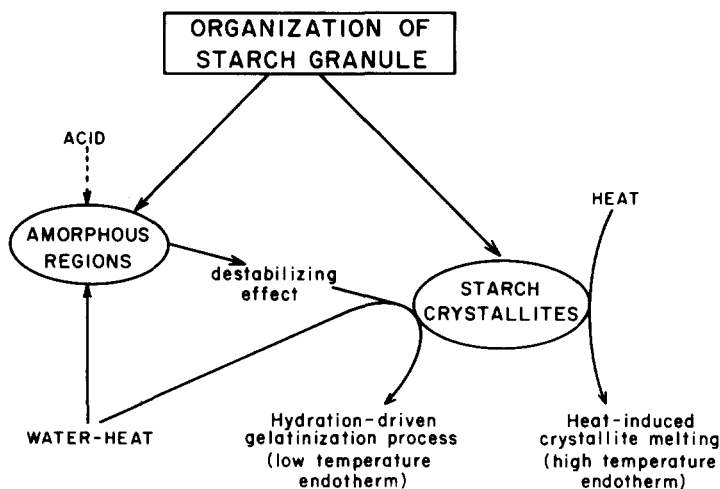 ORGANIZATION OF
STARCH GRANULE
ACID
HEAT
AMORPHOUS
REGIONS
destabilizing
effect
STARCH
CRYSTALLITES
WATER-HEAT
Hydration-driven
gelatinization process
(low temperature
endotherm)
Heat-induced
crystallite melting
(high temperature
endotherm)